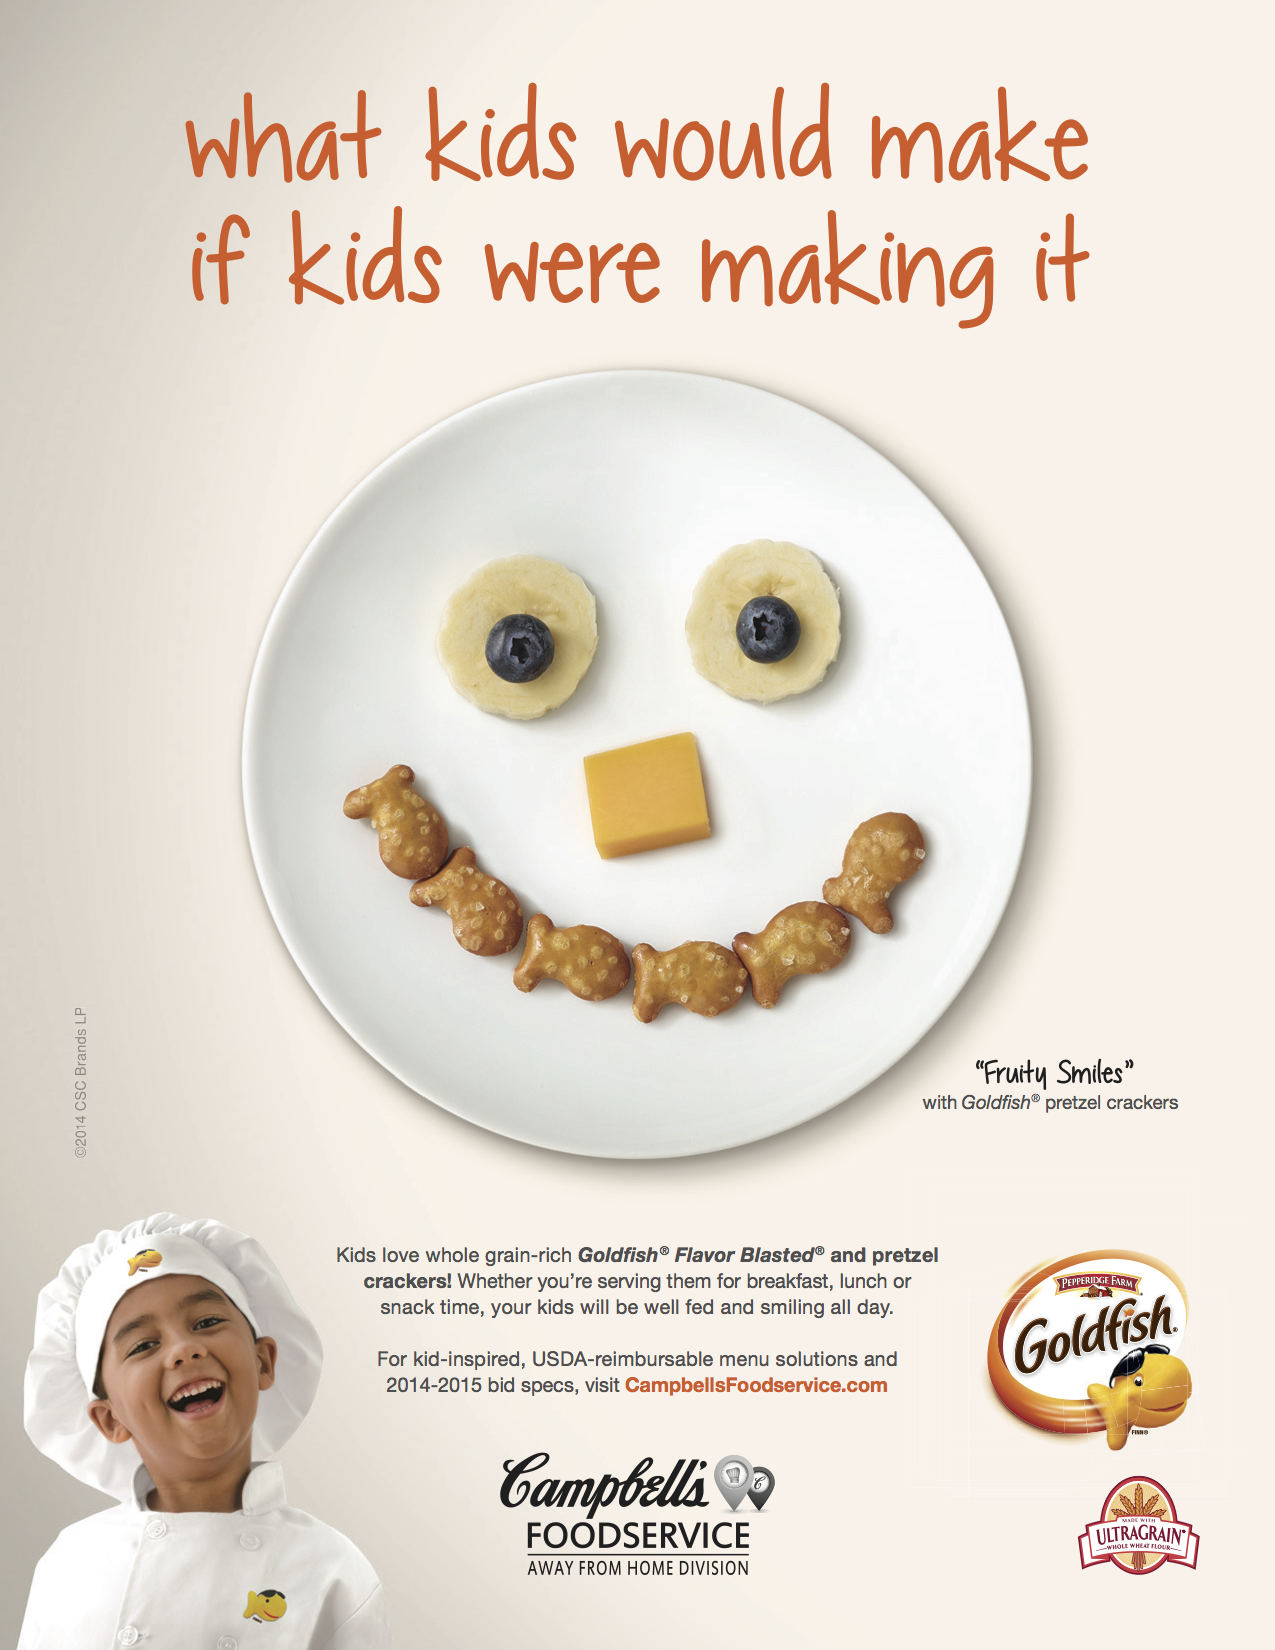 what kids would make
if kids were making it
"Fruity Smiles"
with Goldfish® pretzel crackers
©2014 CSC Brands LP
Kids love whole grain-rich Goldfish® Flavor Blasted® and pretzel
crackers! Whether you're serving them for breakfast, lunch or
snack time, your kids will be well fed and smiling all day.
For kid-inspired, USDA-reimbursable menu solutions and
2014-2015 bid specs, visit CampbellsFoodservice.com
PEPPERIDGE FARM
Goldfish®
FINN®
Campbell's
FOODSERVICE
AWAY FROM HOME DIVISION
MADE WITH
ULTRAGRAIN®
WHOLE WHEAT FLOUR